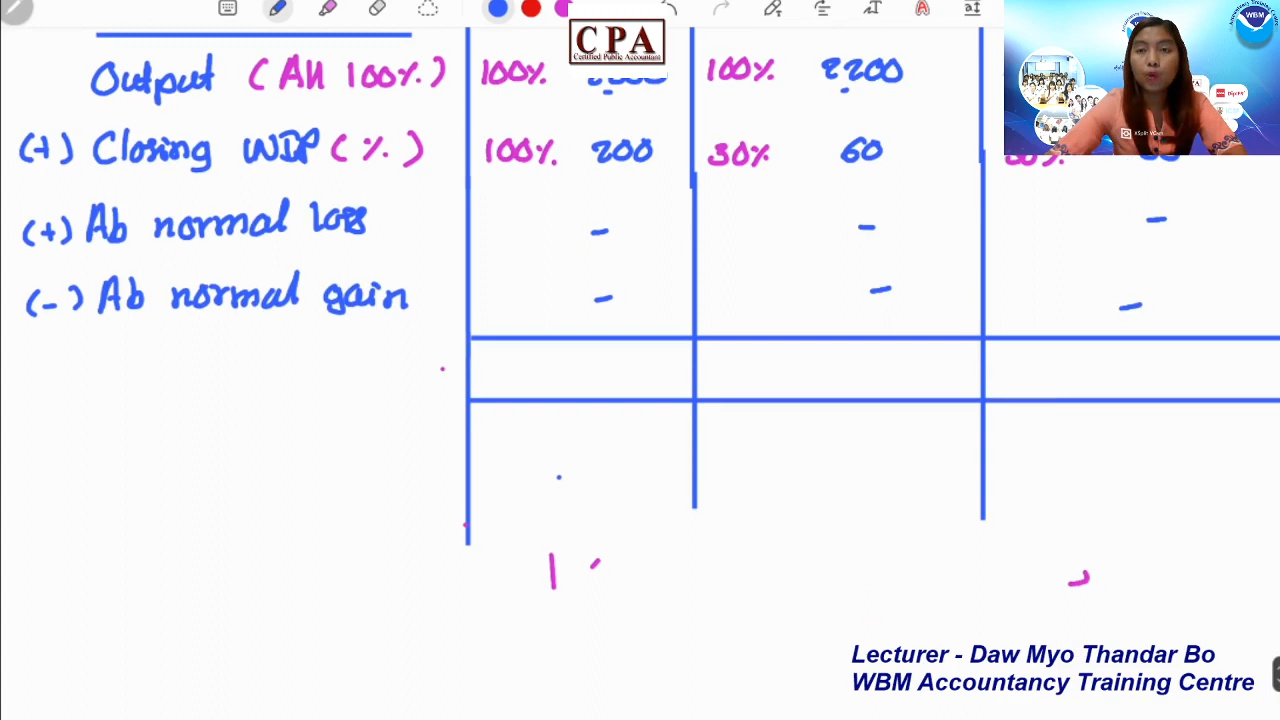 CPA
Certified Public Accountant
WBM
Output (All 100%) 100% 100% 2200
(+) Closing WIP (%) 100% 200 30% 60
(+) Ab normal loss - - -
(-) Ab normal gain - - -
Lecturer - Daw Myo Thandar Bo
WBM Accountancy Training Centre